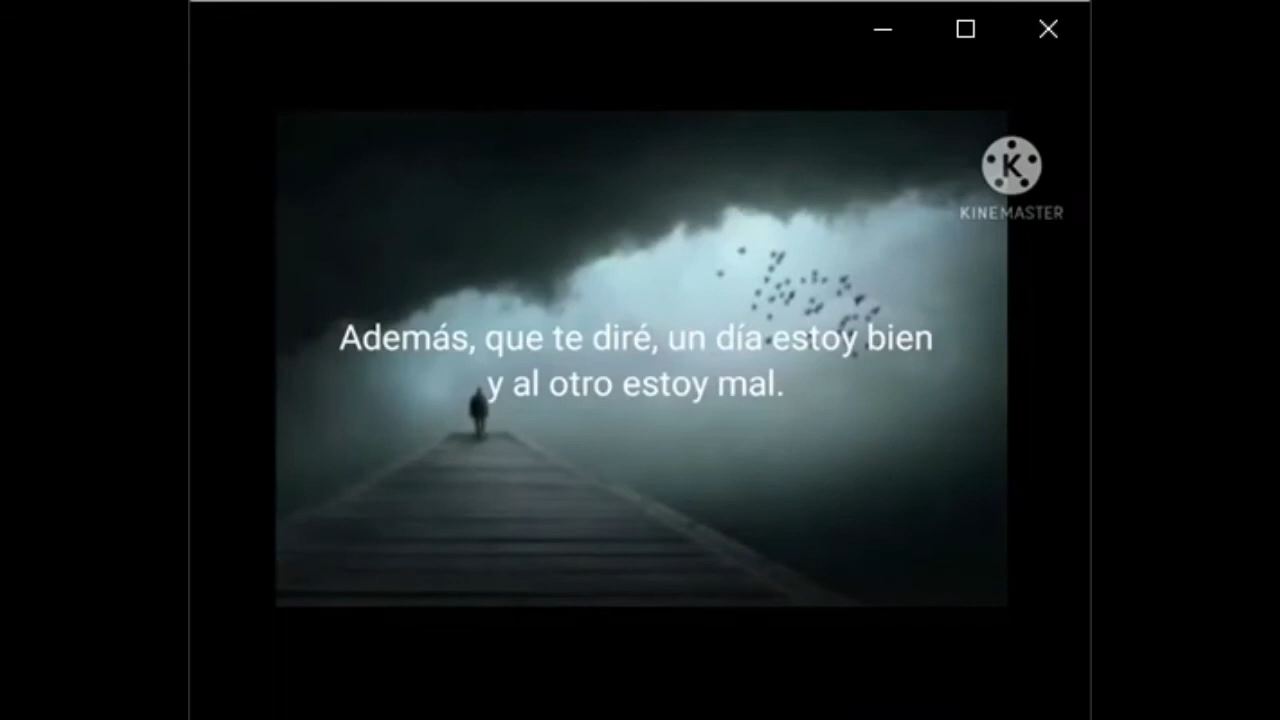 K
KINEMASTER
Además, que te diré, un día estoy bien
y al otro estoy mal.